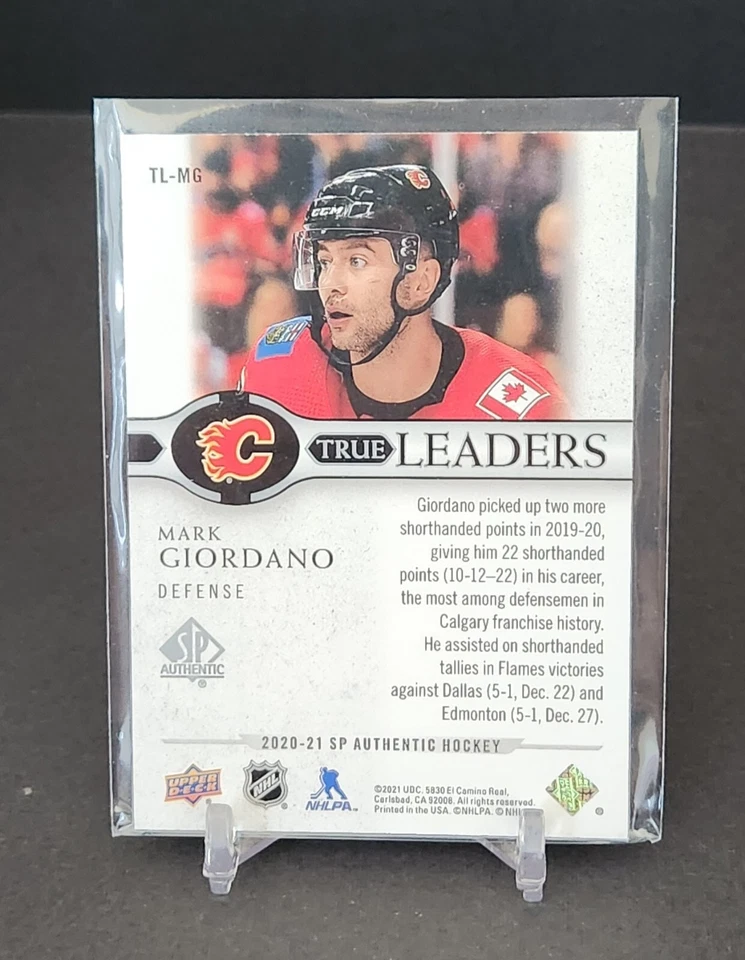 TL-MG
CCM
TRUE LEADERS
MARK
GIORDANO
DEFENSE
Giordano picked up two more
shorthanded points in 2019-20,
giving him 22 shorthanded
points (10-12–22) in his career,
the most among defensemen in
Calgary franchise history.
He assisted on shorthanded
tallies in Flames victories
against Dallas (5-1, Dec. 22) and
Edmonton (5-1, Dec. 27).
SP
AUTHENTIC
2020-21 SP AUTHENTIC HOCKEY
UPPER
DECK
NHL
NHLPA
©2021 UDC. 5830 El Camino Real,
Carlsbad, CA 92008. All rights reserved.
Printed in the USA. ©NHLPA. ©NHL